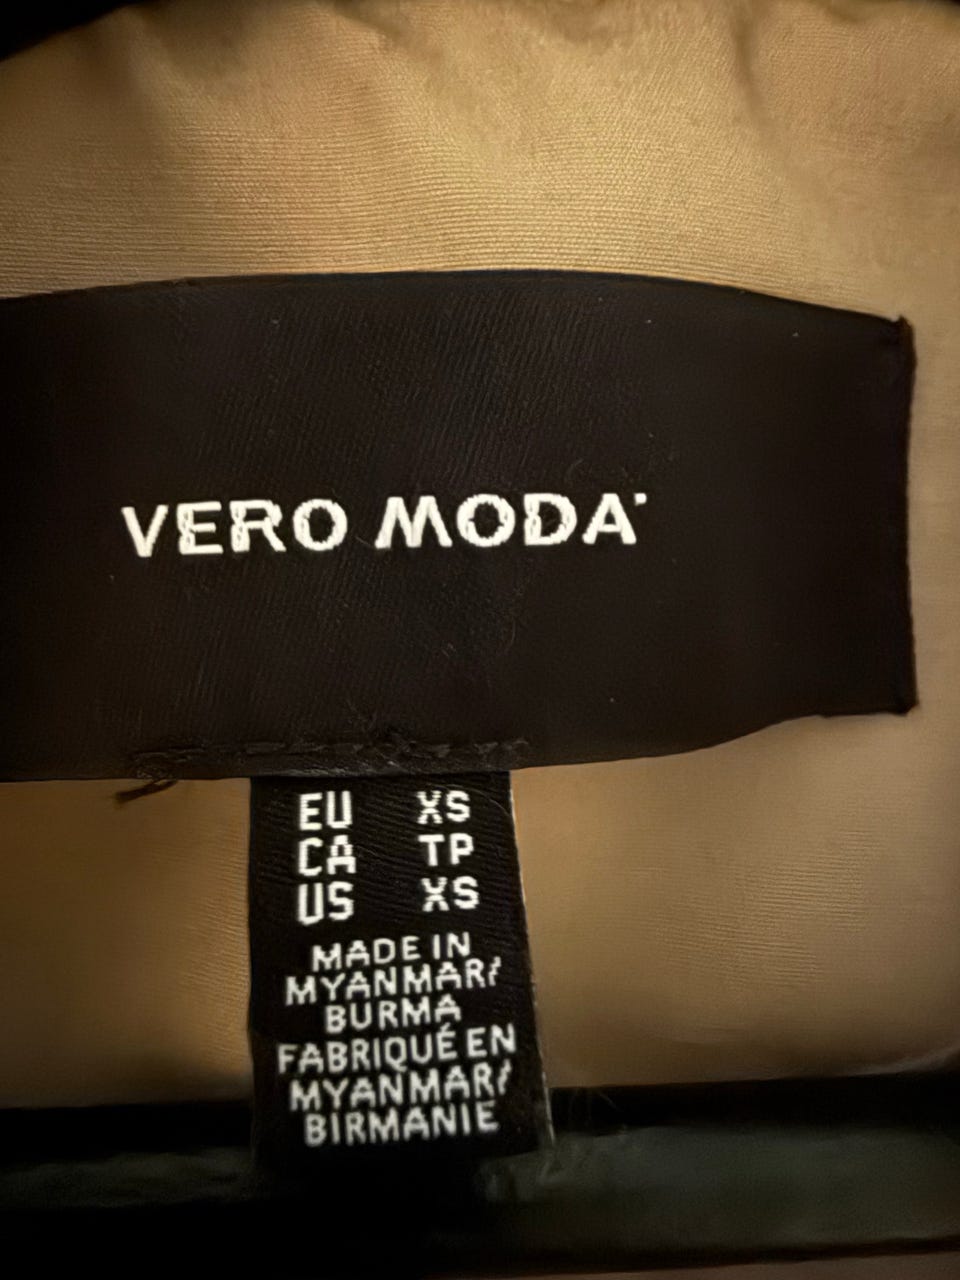 VERO MODA
EU XS
CA TP
US XS
MADE IN
MYANMAR/
BURMA
FABRIQUÉ EN
MYANMAR/
BIRMANIE